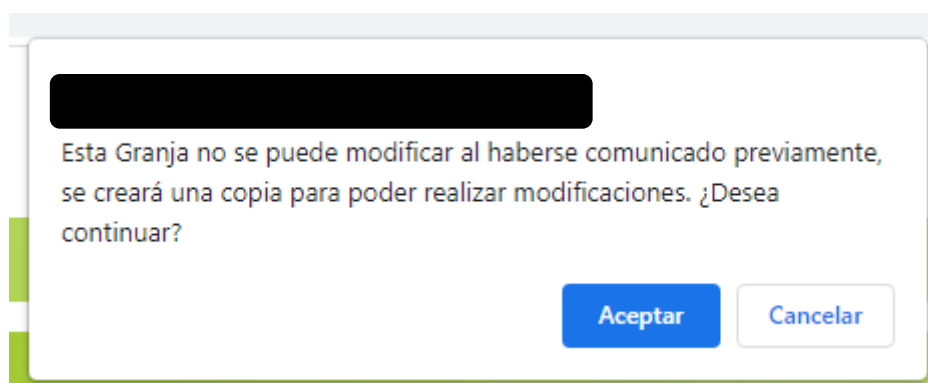 Esta Granja no se puede modificar al haberse comunicado previamente,
se creará una copia para poder realizar modificaciones. ¿Desea
continuar?
Aceptar
Cancelar